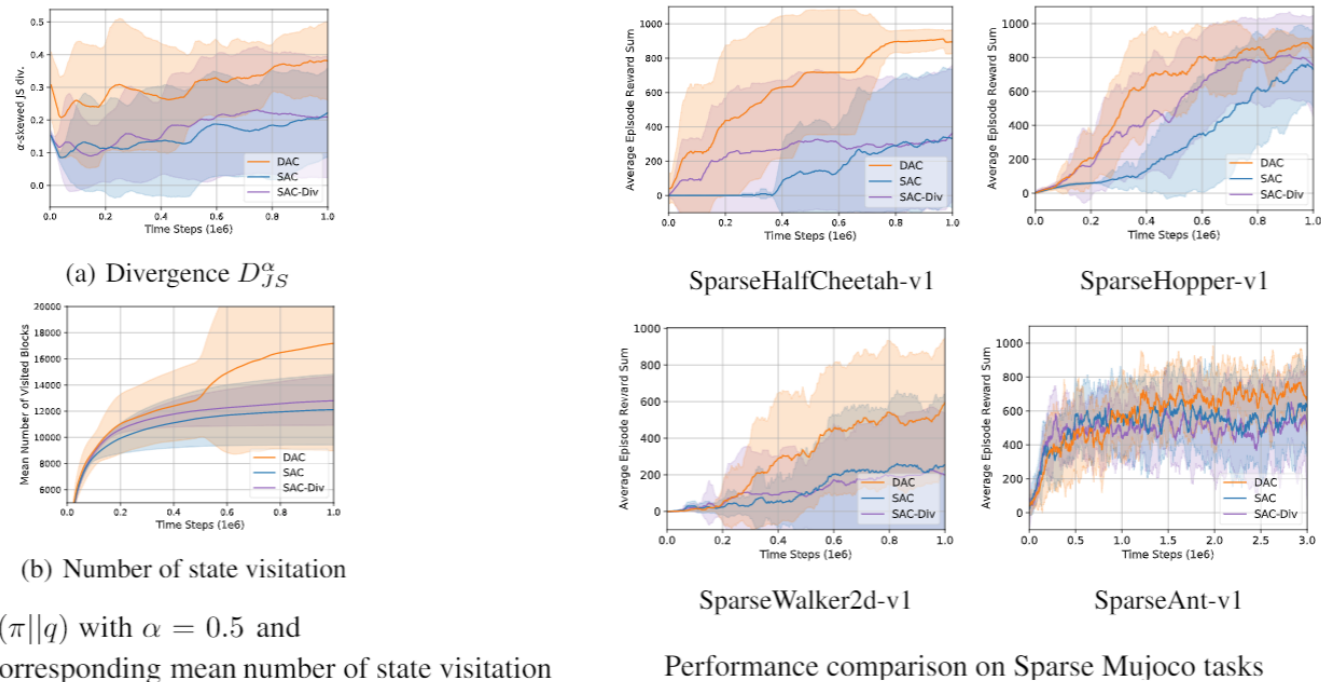 α-skewed JS div.
0.5
0.4
0.3
0.2
0.1
0.0
DAC
SAC
SAC-Div
0.0 0.2 0.4 0.6 0.8 1.0
Time Steps (1e6)
(a) Divergence $D_{JS}^{\alpha}$
Mean Number of Visited Blocks
20000
18000
16000
14000
12000
10000
8000
6000
DAC
SAC
SAC-Div
0.0 0.2 0.4 0.6 0.8 1.0
Time Steps (1e6)
(b) Number of state visitation
(π||q) with α = 0.5 and
orresponding mean number of state visitation
Average Episode Reward Sum
1000
800
600
400
200
0
DAC
SAC
SAC-Div
0.0 0.2 0.4 0.6 0.8 1.0
Time Steps (1e6)
SparseHalfCheetah-v1
Average Episode Reward Sum
1000
800
600
400
200
0
DAC
SAC
SAC-Div
0.0 0.2 0.4 0.6 0.8 1.0
Time Steps (1e6)
SparseHopper-v1
Average Episode Reward Sum
1000
800
600
400
200
0
DAC
SAC
SAC-Div
0.0 0.2 0.4 0.6 0.8 1.0
Time Steps (1e6)
SparseWalker2d-v1
Average Episode Reward Sum
1000
800
600
400
200
0
DAC
SAC
SAC-Div
0.0 0.5 1.0 1.5 2.0 2.5 3.0
Time Steps (1e6)
SparseAnt-v1
Performance comparison on Sparse Mujoco tasks